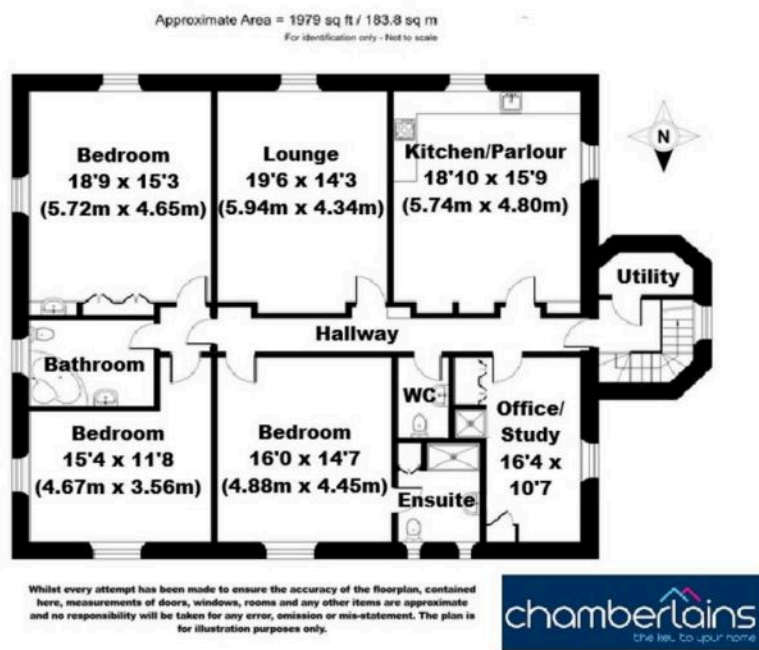 Approximate Area = 1979 sq ft / 183.8 sq m
For identification only - Not to scale
Bedroom
18'9 x 15'3
(5.72m x 4.65m)
Lounge
19'6 x 14'3
(5.94m x 4.34m)
Kitchen/Parlour
18'10 x 15'9
(5.74m x 4.80m)
N
Utility
Hallway
Bathroom
WC
Office/
Study
16'4 x
10'7
Bedroom
15'4 x 11'8
(4.67m x 3.56m)
Bedroom
16'0 x 14'7
(4.88m x 4.45m)
Ensuite
Whilst every attempt has been made to ensure the accuracy of the floorplan, contained
here, measurements of doors, windows, rooms and any other items are approximate
and no responsibility will be taken for any error, omission or mis-statement. The plan is
for illustration purposes only.
chamberlains
the key to your home